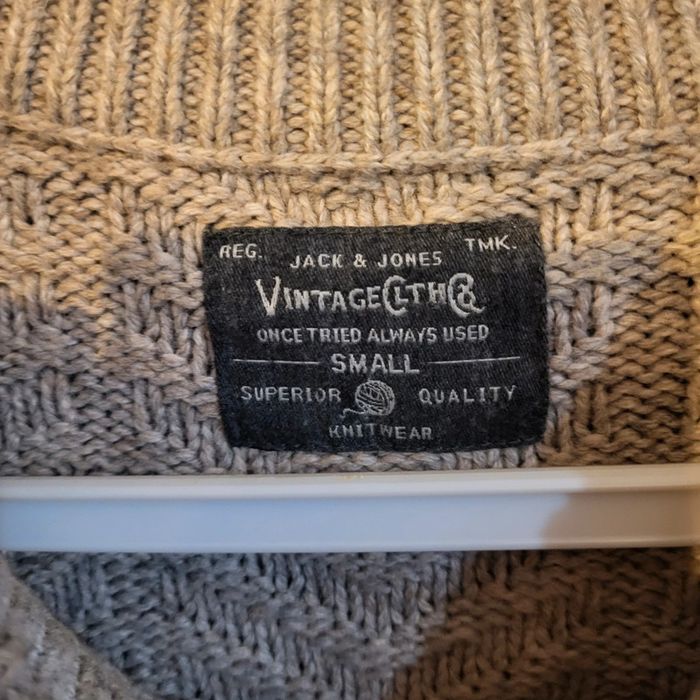 REG. JACK & JONES TMK.
VINTAGE CLTH CO
ONCE TRIED ALWAYS USED
SMALL
SUPERIOR QUALITY
KNITWEAR